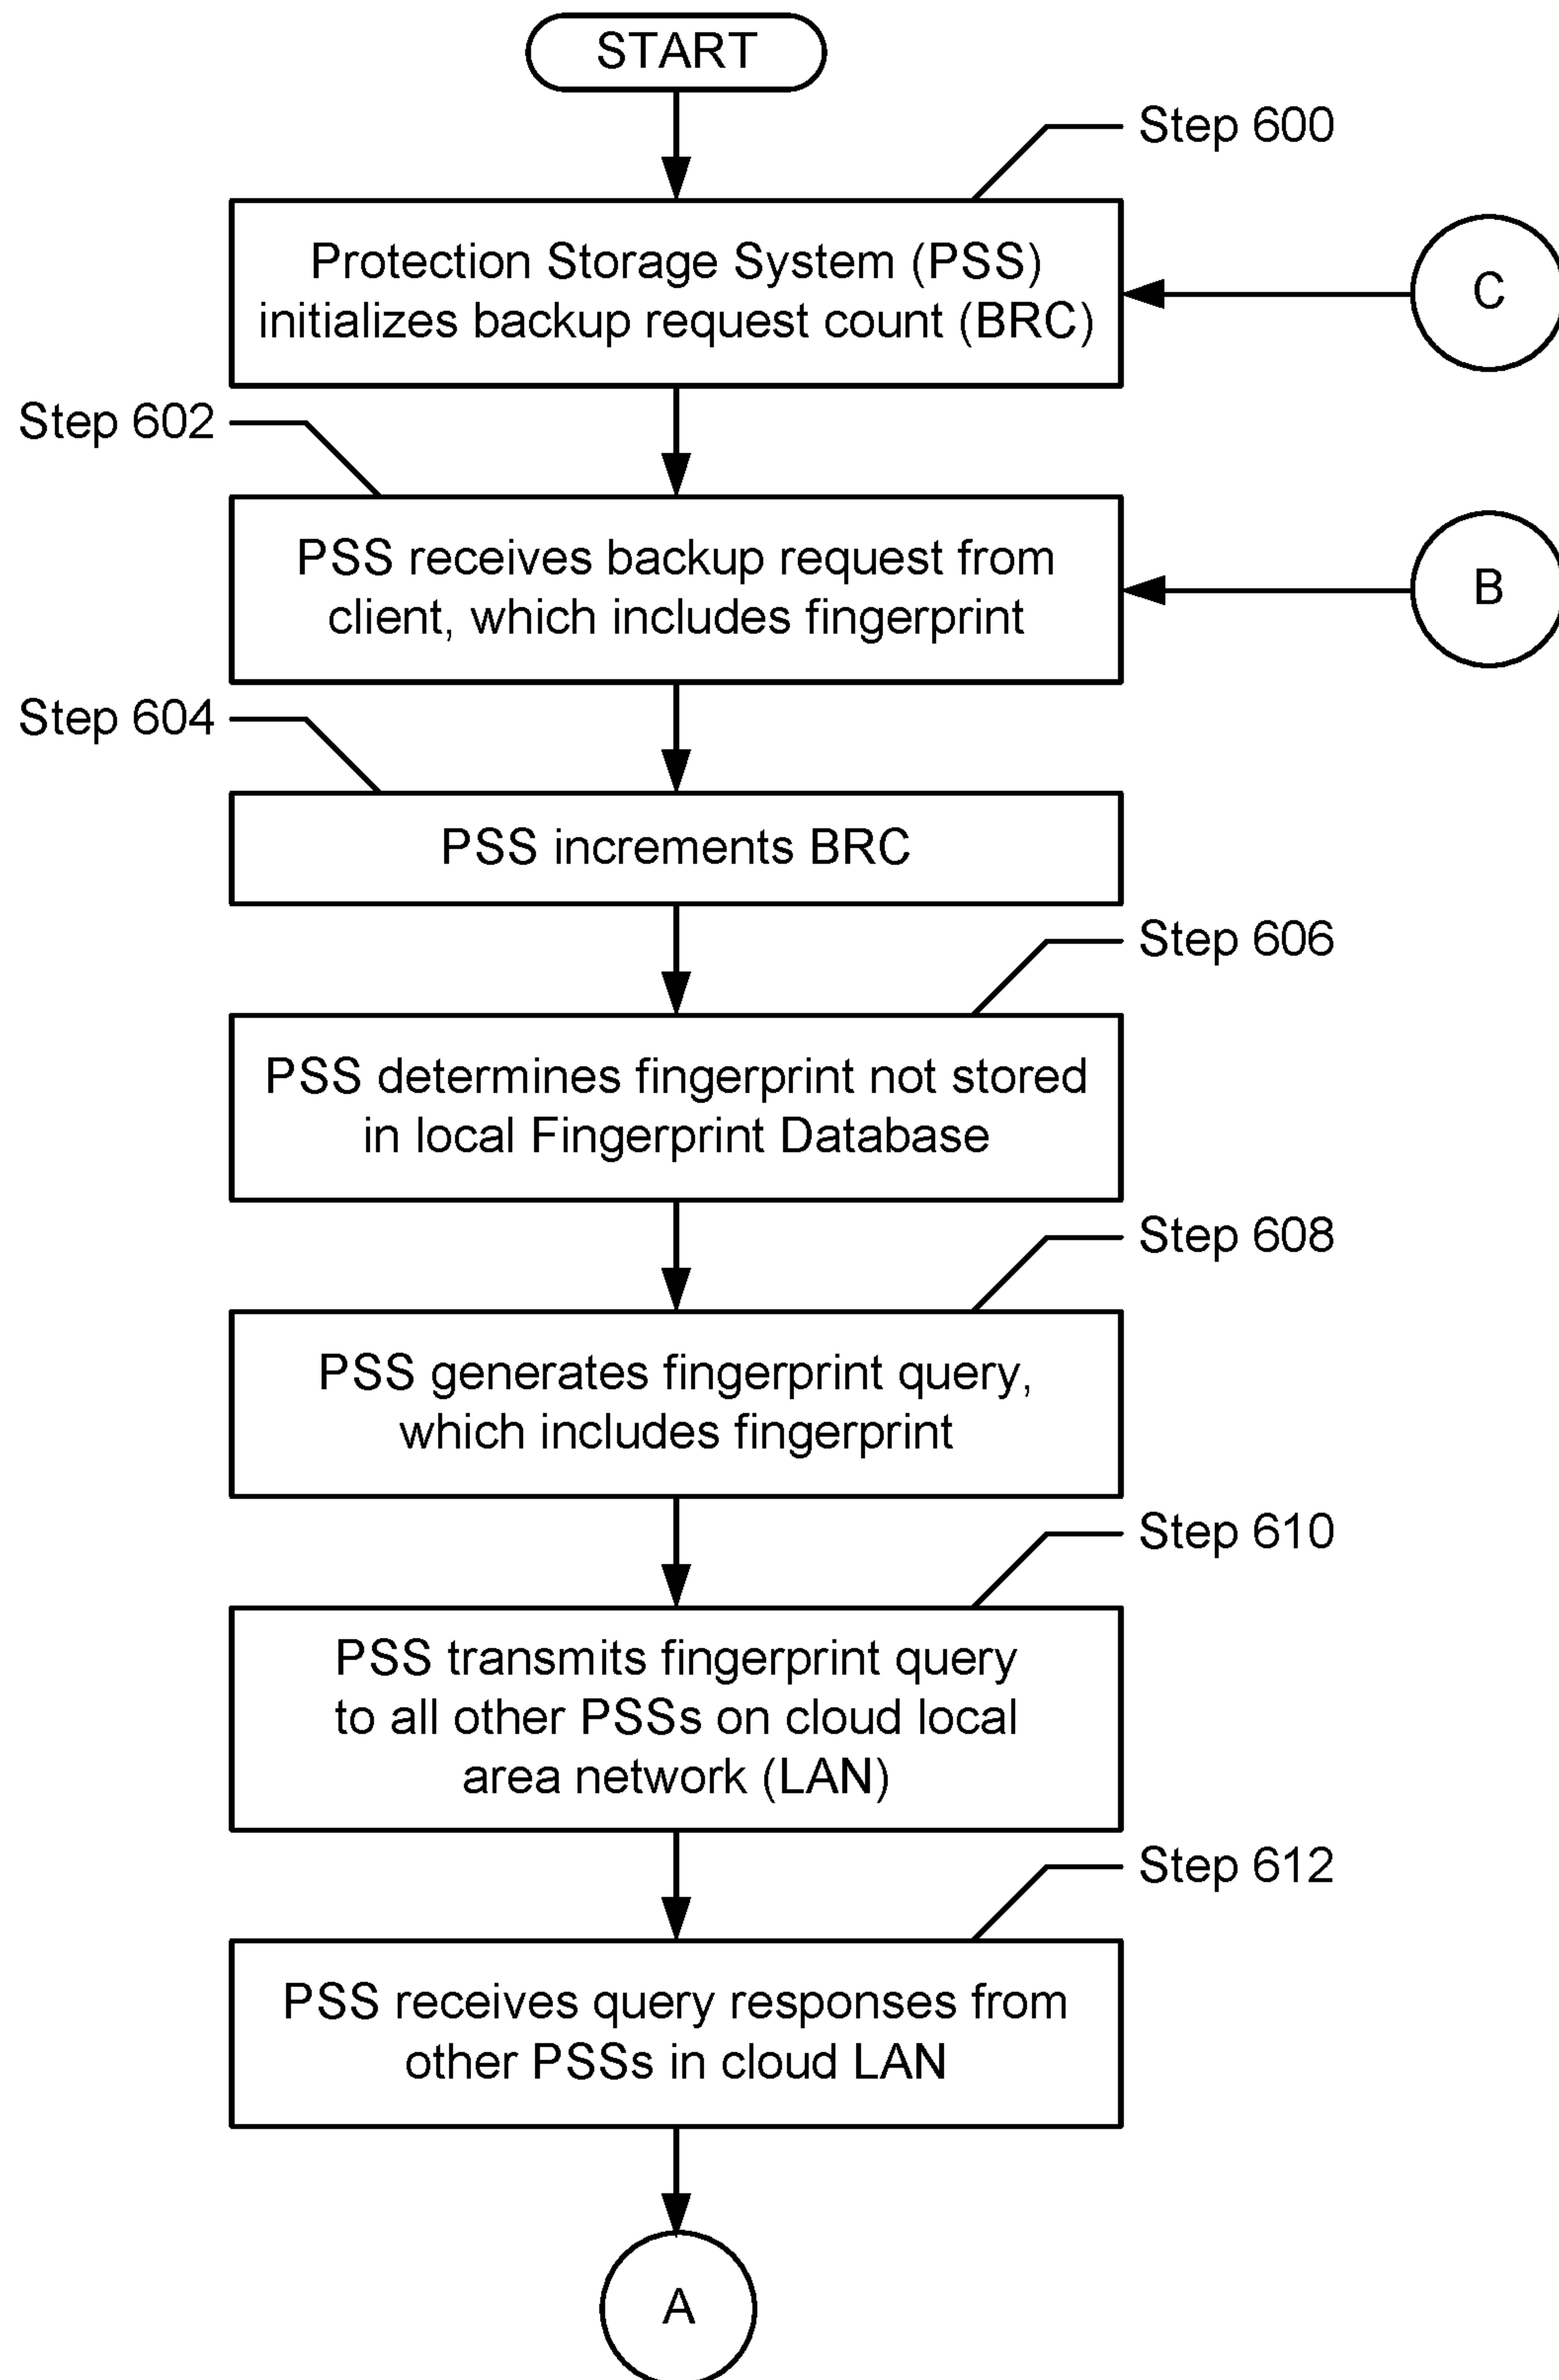 START
Step 600
Protection Storage System (PSS)
initializes backup request count (BRC)
C
Step 602
PSS receives backup request from
client, which includes fingerprint
B
Step 604
PSS increments BRC
Step 606
PSS determines fingerprint not stored
in local Fingerprint Database
Step 608
PSS generates fingerprint query,
which includes fingerprint
Step 610
PSS transmits fingerprint query
to all other PSSs on cloud local
area network (LAN)
Step 612
PSS receives query responses from
other PSSs in cloud LAN
A